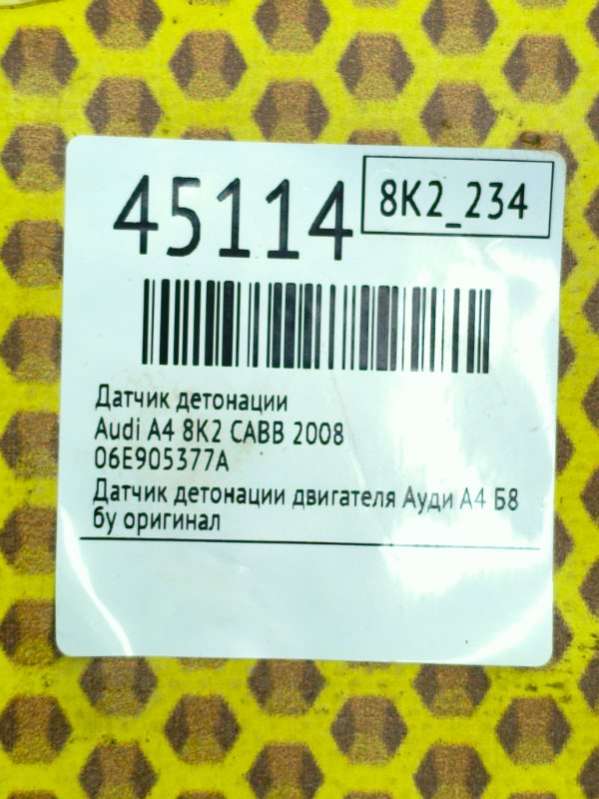 45114
8K2_234
Датчик детонации
Audi A4 8K2 CABB 2008
06E905377A
Датчик детонации двигателя Ауди А4 Б8
бу оригинал